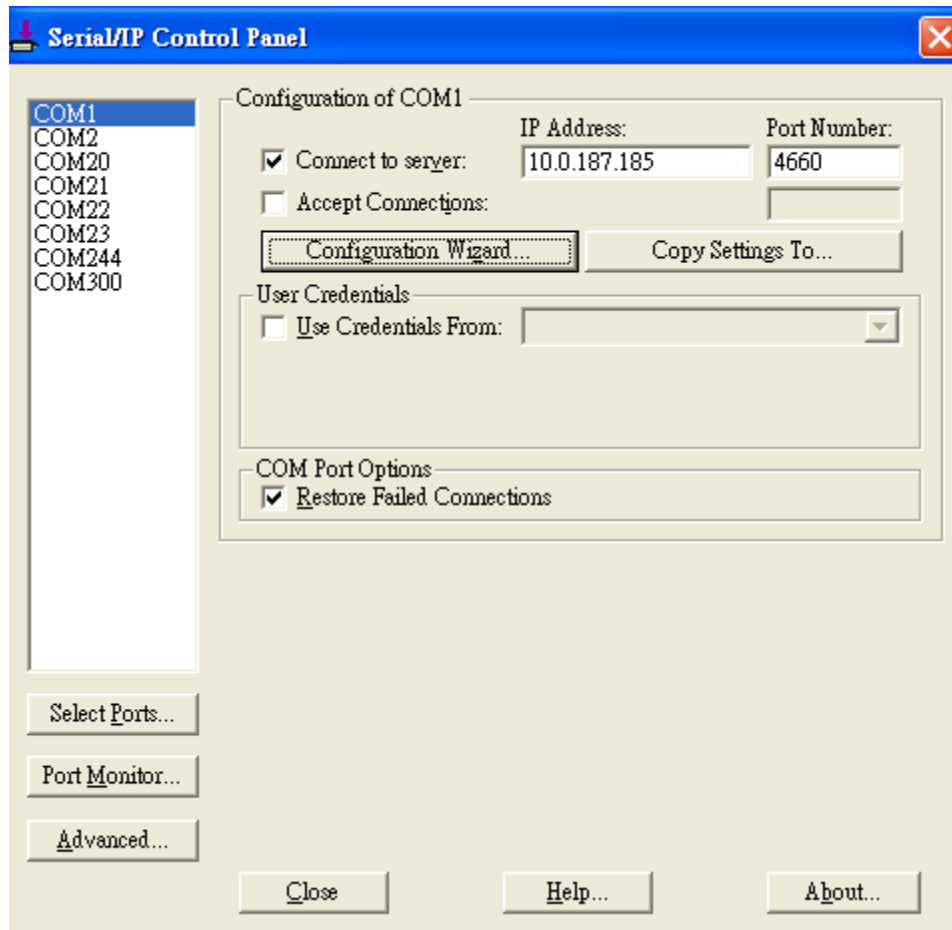 Serial/IP Control Panel
COM1
COM2
COM20
COM21
COM22
COM23
COM244
COM300
Select Ports...
Port Monitor...
Advanced...
Configuration of COM1
IP Address: Port Number:
Connect to server: 10.0.187.185 4660
Accept Connections:
Configuration Wizard... Copy Settings To...
User Credentials
Use Credentials From:
COM Port Options
Restore Failed Connections
Close Help... About...